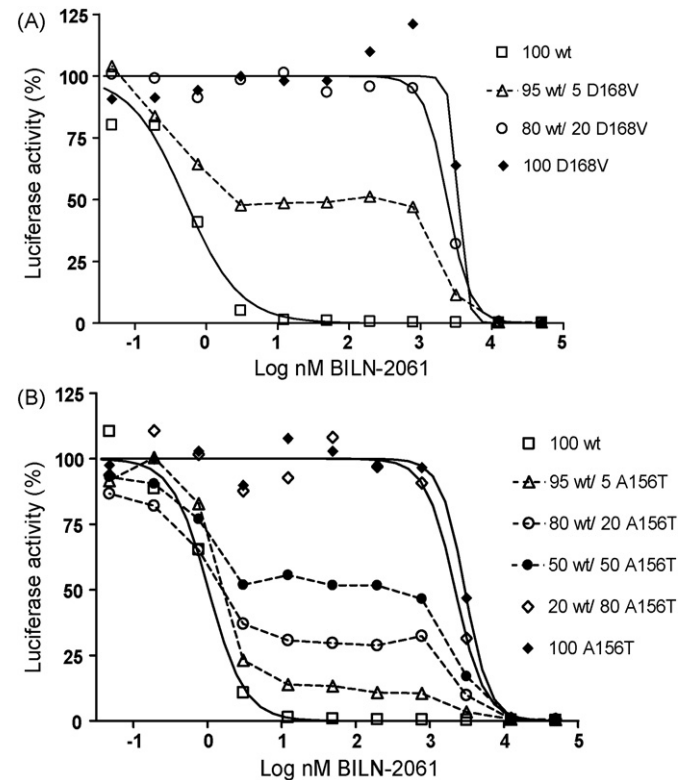 (A)
125
100
75
50
25
0
Luciferase activity (%)
-1 0 1 2 3 4 5
Log nM BILN-2061
100 wt
95 wt/ 5 D168V
80 wt/ 20 D168V
100 D168V
(B)
125
100
75
50
25
0
Luciferase activity (%)
-1 0 1 2 3 4 5
Log nM BILN-2061
100 wt
95 wt/ 5 A156T
80 wt/ 20 A156T
50 wt/ 50 A156T
20 wt/ 80 A156T
100 A156T